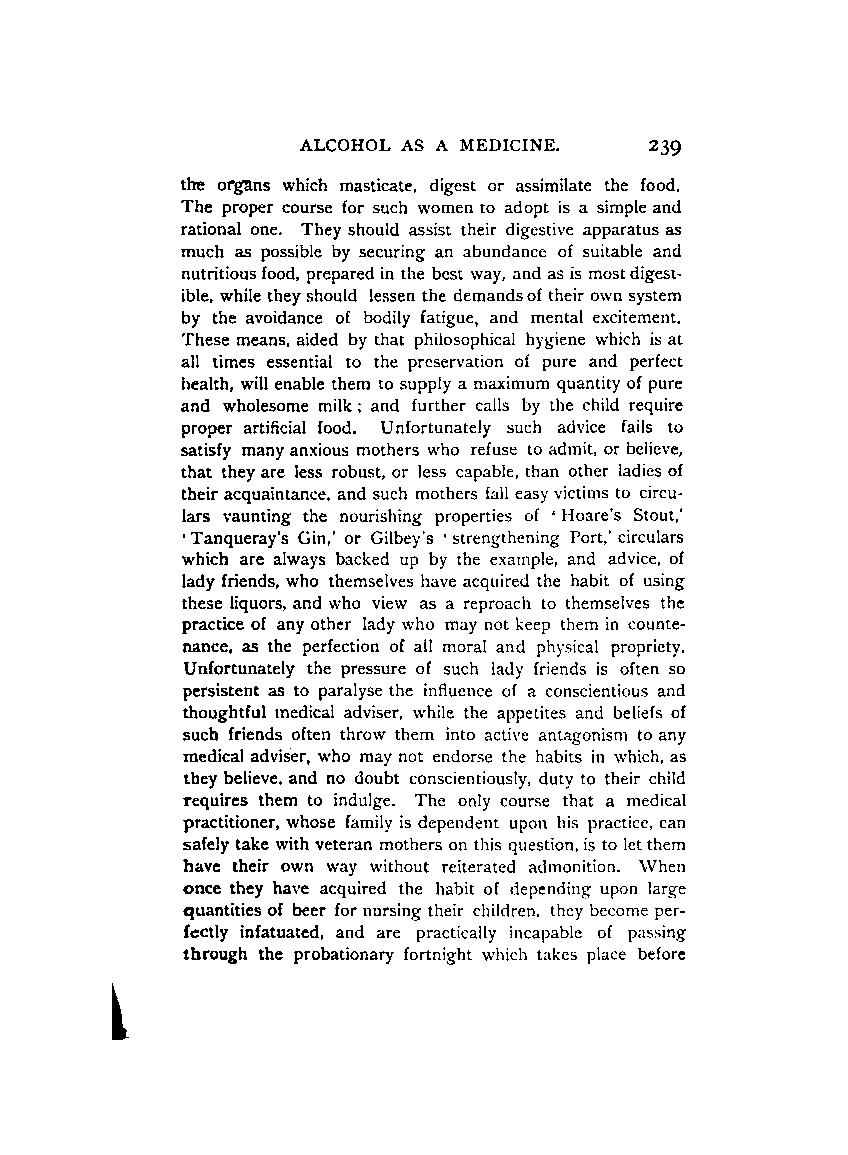 ALCOHOL AS A MEDICINE. 239
the organs which masticate, digest or assimilate the food.
The proper course for such women to adopt is a simple and
rational one. They should assist their digestive apparatus as
much as possible by securing an abundance of suitable and
nutritious food, prepared in the best way, and as is most digest-
ible, while they should lessen the demands of their own system
by the avoidance of bodily fatigue, and mental excitement.
These means, aided by that philosophical hygiene which is at
all times essential to the preservation of pure and perfect
health, will enable them to supply a maximum quantity of pure
and wholesome milk; and further calls by the child require
proper artificial food. Unfortunately such advice fails to
satisfy many anxious mothers who refuse to admit, or believe,
that they are less robust, or less capable, than other ladies of
their acquaintance, and such mothers fall easy victims to circu-
lars vaunting the nourishing properties of ‘Hoare's Stout,’
‘Tanqueray's Gin,’ or Gilbey's ‘strengthening Port,’ circulars
which are always backed up by the example, and advice, of
lady friends, who themselves have acquired the habit of using
these liquors, and who view as a reproach to themselves the
practice of any other lady who may not keep them in counte-
nance, as the perfection of all moral and physical propriety.
Unfortunately the pressure of such lady friends is often so
persistent as to paralyse the influence of a conscientious and
thoughtful medical adviser, while the appetites and beliefs of
such friends often throw them into active antagonism to any
medical adviser, who may not endorse the habits in which, as
they believe, and no doubt conscientiously, duty to their child
requires them to indulge. The only course that a medical
practitioner, whose family is dependent upon his practice, can
safely take with veteran mothers on this question, is to let them
have their own way without reiterated admonition. When
once they have acquired the habit of depending upon large
quantities of beer for nursing their children, they become per-
fectly infatuated, and are practically incapable of passing
through the probationary fortnight which takes place before